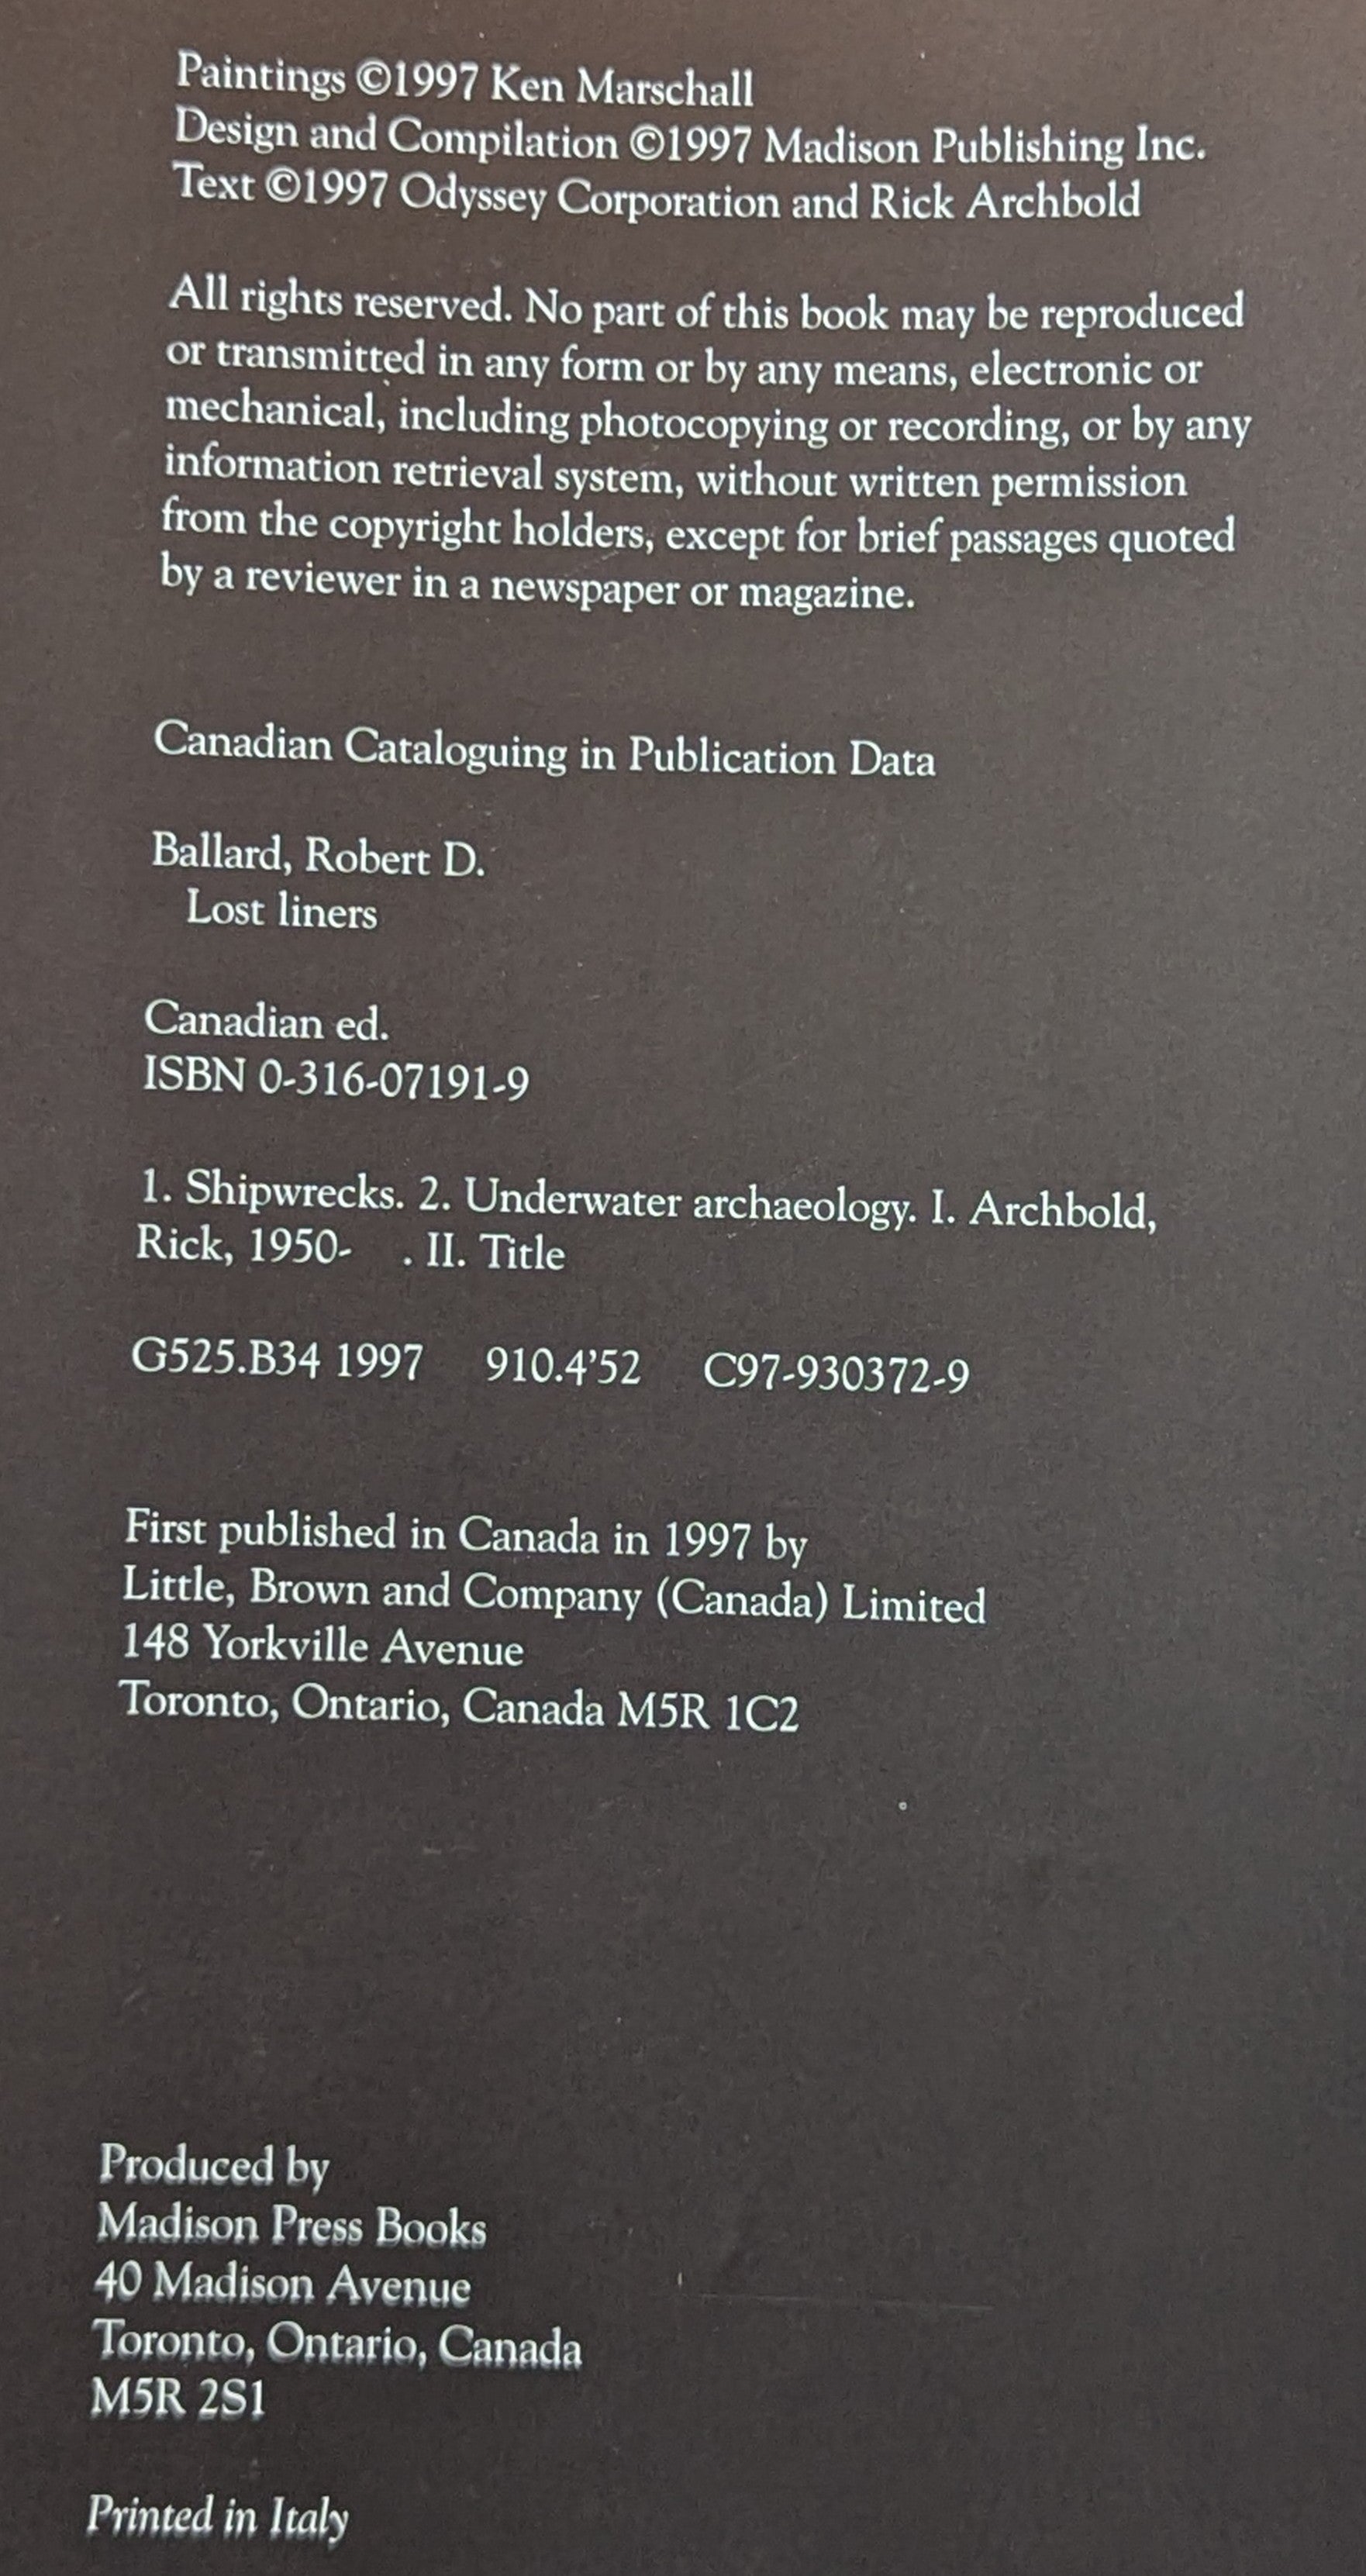 Paintings ©1997 Ken Marschall
Design and Compilation ©1997 Madison Publishing Inc.
Text ©1997 Odyssey Corporation and Rick Archbold
All rights reserved. No part of this book may be reproduced
or transmitted in any form or by any means, electronic or
mechanical, including photocopying or recording, or by any
information retrieval system, without written permission
from the copyright holders, except for brief passages quoted
by a reviewer in a newspaper or magazine.
Canadian Cataloguing in Publication Data
Ballard, Robert D.
Lost liners
Canadian ed.
ISBN 0-316-07191-9
1. Shipwrecks. 2. Underwater archaeology. I. Archbold,
Rick, 1950-    . II. Title
G525.B34 1997    910.4'52    C97-930372-9
First published in Canada in 1997 by
Little, Brown and Company (Canada) Limited
148 Yorkville Avenue
Toronto, Ontario, Canada M5R 1C2
Produced by
Madison Press Books
40 Madison Avenue
Toronto, Ontario, Canada
M5R 2S1
Printed in Italy